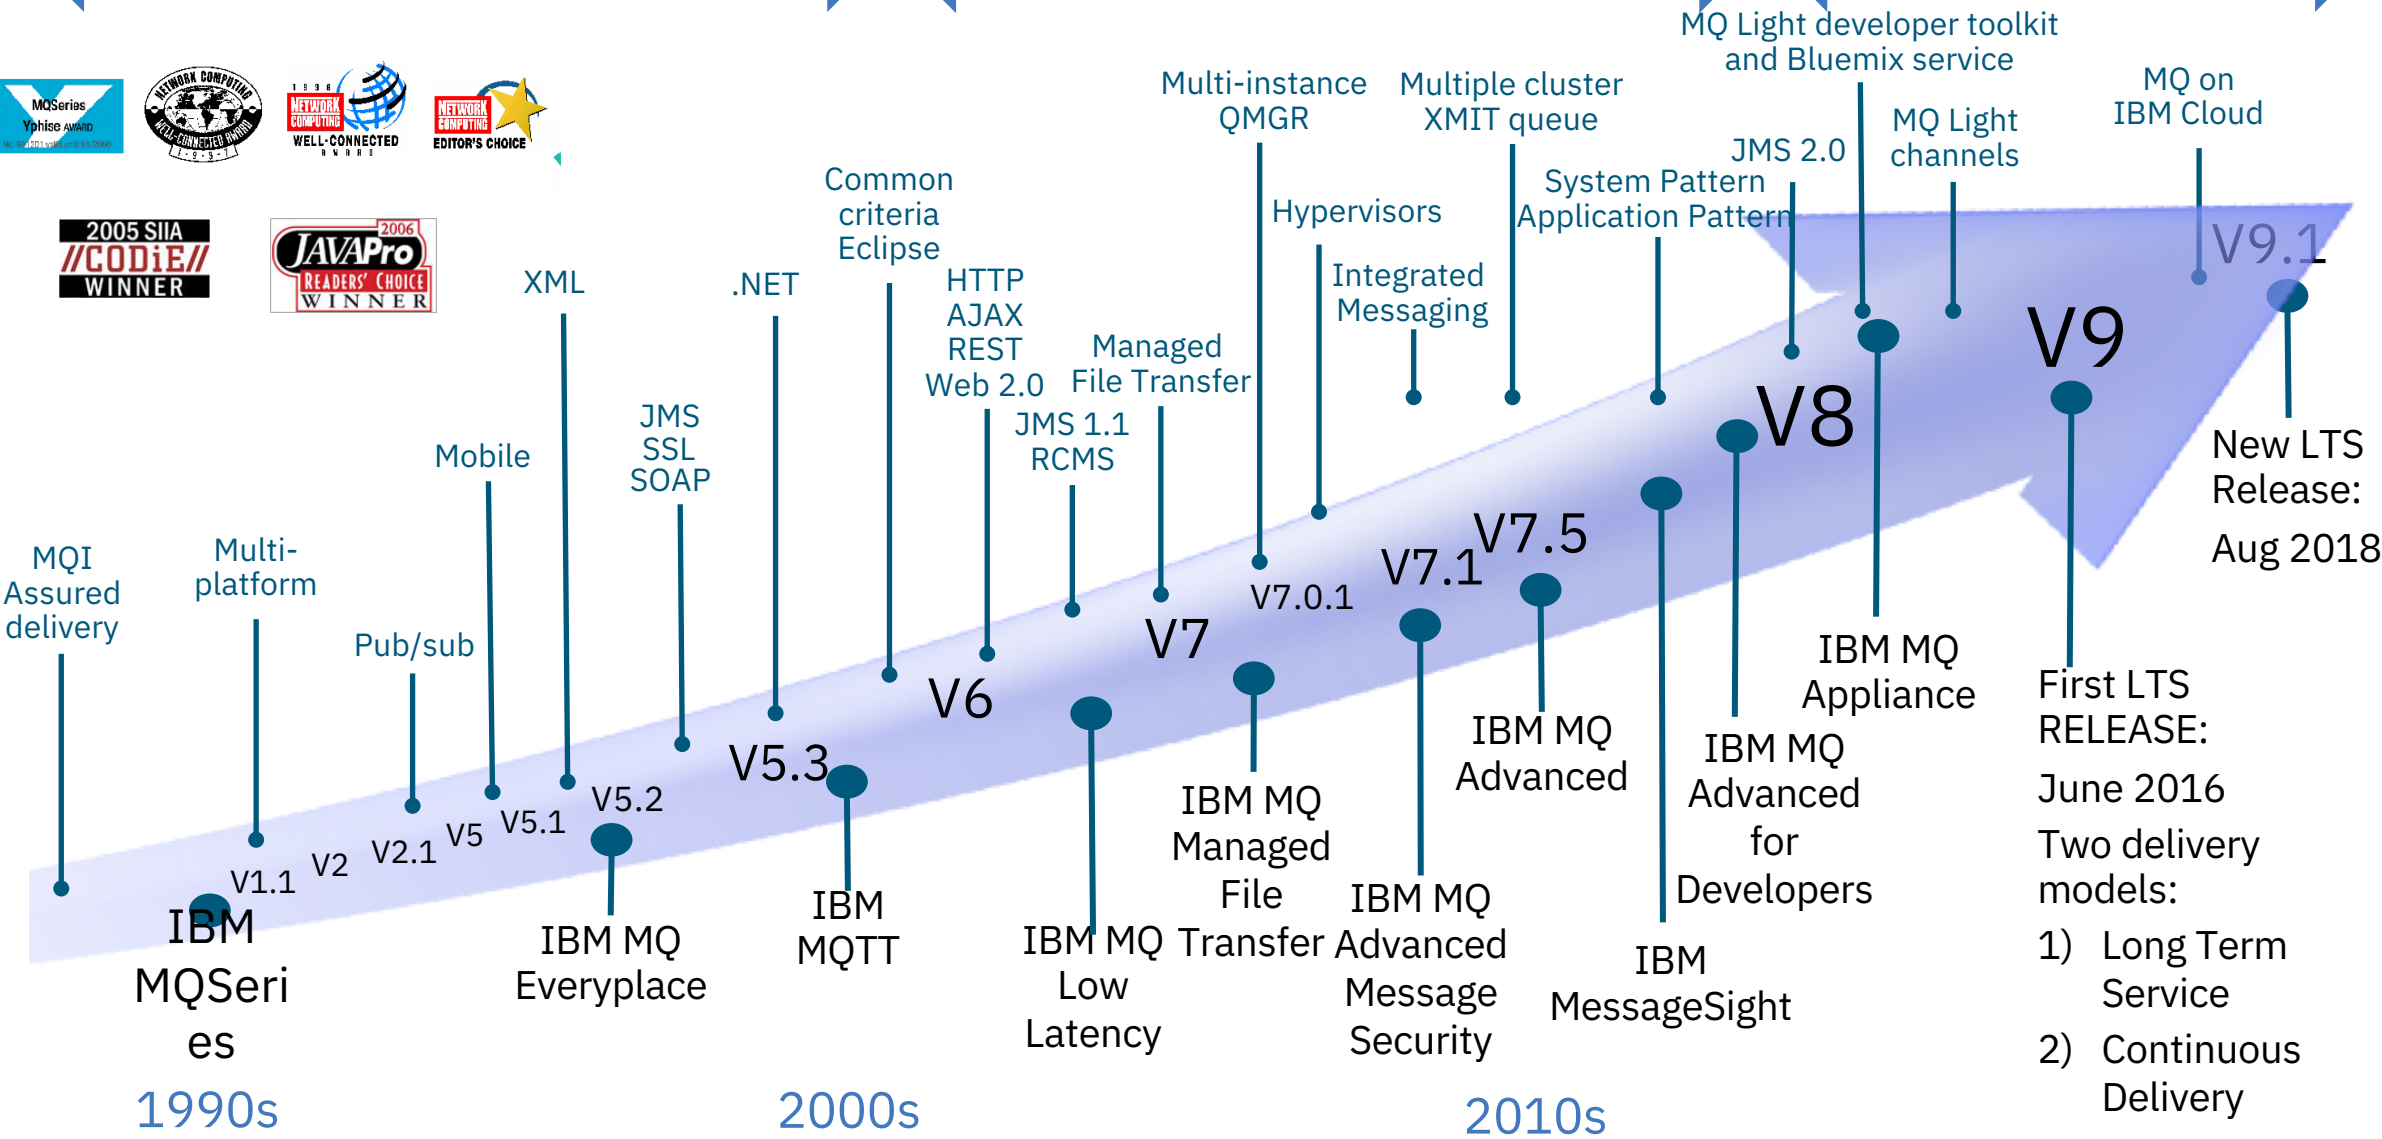 MQSeries
Yphise AWARD
NETWORK COMPUTING
WELL-CONNECTED AWARD
1997
1998
NETWORK
COMPUTING
WELL-CONNECTED
AWARD
NETWORK
COMPUTING
EDITOR'S CHOICE
2005 SIIA
//CODiE//
WINNER
2006
JAVAPro
READERS' CHOICE
WINNER
MQI
Assured
delivery
Multi-
platform
Pub/sub
Mobile
XML
JMS
SSL
SOAP
.NET
Common
criteria
Eclipse
HTTP
AJAX
REST
Web 2.0
JMS 1.1
RCMS
Managed
File Transfer
Multi-instance
QMGR
Hypervisors
Integrated
Messaging
Multiple cluster
XMIT queue
System Pattern
Application Pattern
JMS 2.0
MQ Light developer toolkit
and Bluemix service
MQ Light
channels
MQ on
IBM Cloud
V1.1
V2
V2.1
V5
V5.1
V5.2
V5.3
V6
V7
V7.0.1
V7.1
V7.5
V8
V9
V9.1
IBM
MQSeri
es
IBM MQ
Everyplace
IBM
MQTT
IBM MQ
Low
Latency
IBM MQ
Managed
File
Transfer
IBM MQ
Advanced
Message
Security
IBM MQ
Advanced
IBM
MessageSight
IBM MQ
Advanced
for
Developers
IBM MQ
Appliance
First LTS
RELEASE:
June 2016
Two delivery
models:
1) Long Term
Service
2) Continuous
Delivery
New LTS
Release:
Aug 2018
1990s
2000s
2010s